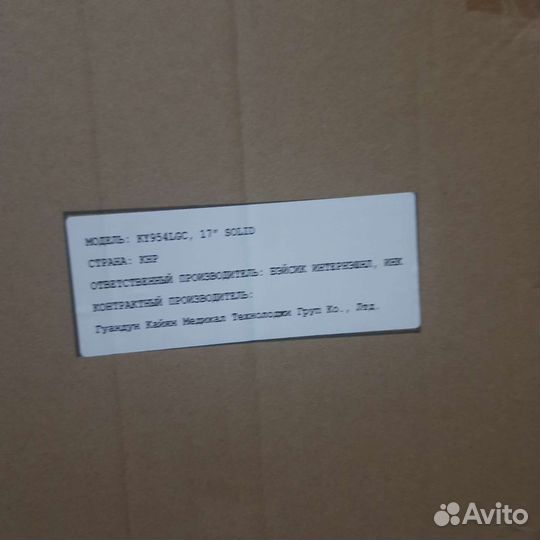 МОДЕЛЬ: KY954LGC, 17" SOLID
СТРАНА: КНР
ОТВЕТСТВЕННЫЙ ПРОИЗВОДИТЕЛЬ: БЭЙСИК ИНТЕРНЭШНЛ, ИНК
КОНТРАКТНЫЙ ПРОИЗВОДИТЕЛЬ:
Гуандун Кайян Медикал Технолоджи Груп Ко., Лтд.
Avito